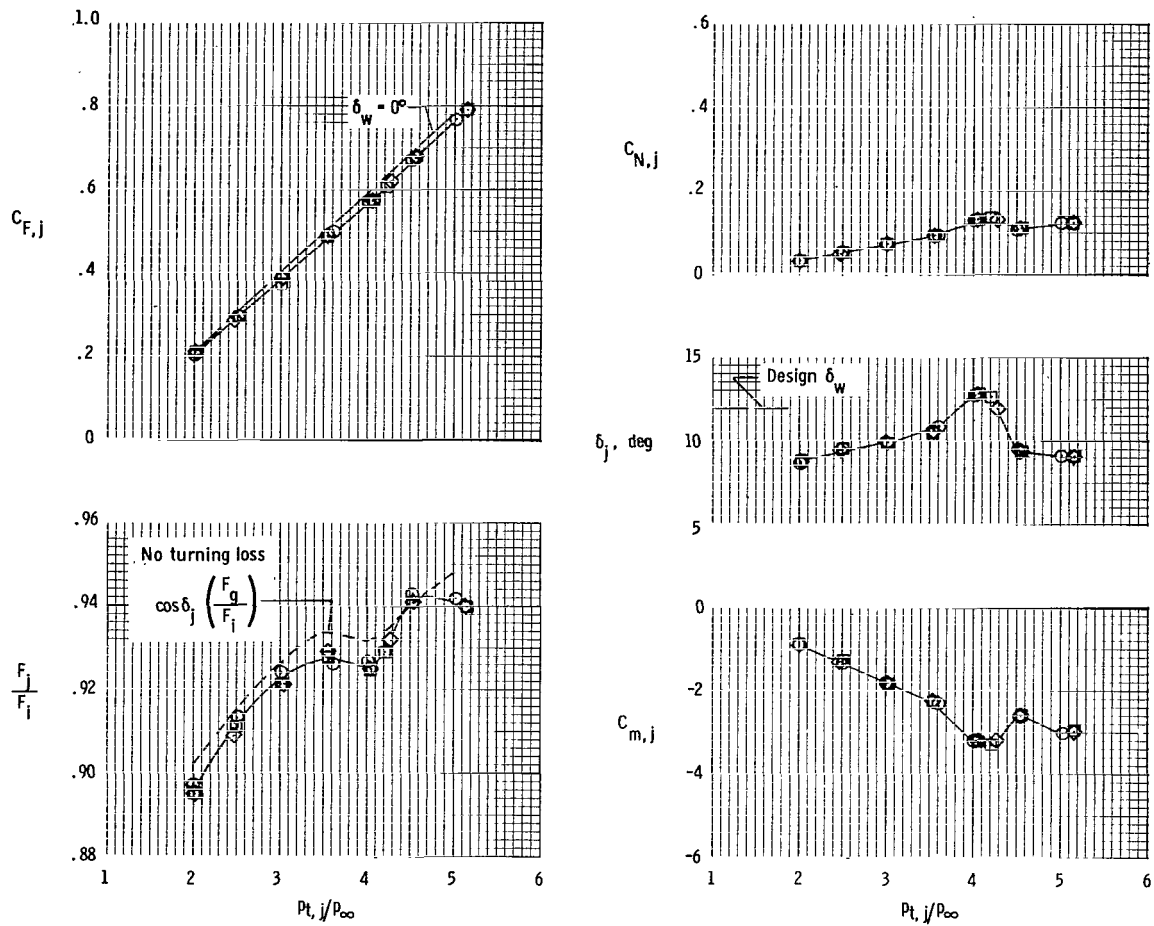 1.0
.8
.6
.4
.2
0
C_F,j
δ_w = 0°
.96
.94
.92
.90
.88
F_j
F_i
No turning loss
cos δ_j (F_g / F_i)
1 2 3 4 5 6
p_t,j/p_∞
.6
.4
.2
0
C_N,j
15
10
5
δ_j, deg
Design δ_w
0
-2
-4
-6
C_m,j
1 2 3 4 5 6
p_t,j/p_∞